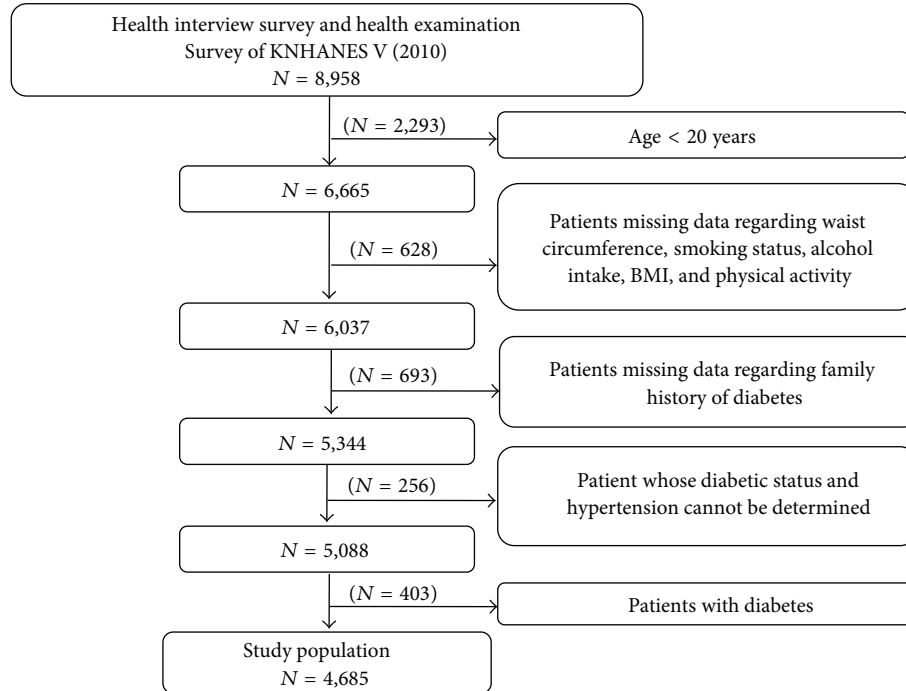 Health interview survey and health examination
Survey of KNHANES V (2010)
N = 8,958
(N = 2,293)
Age < 20 years
N = 6,665
Patients missing data regarding waist
circumference, smoking status, alcohol
intake, BMI, and physical activity
(N = 628)
N = 6,037
(N = 693)
Patients missing data regarding family
history of diabetes
N = 5,344
(N = 256)
Patient whose diabetic status and
hypertension cannot be determined
N = 5,088
(N = 403)
Patients with diabetes
Study population
N = 4,685